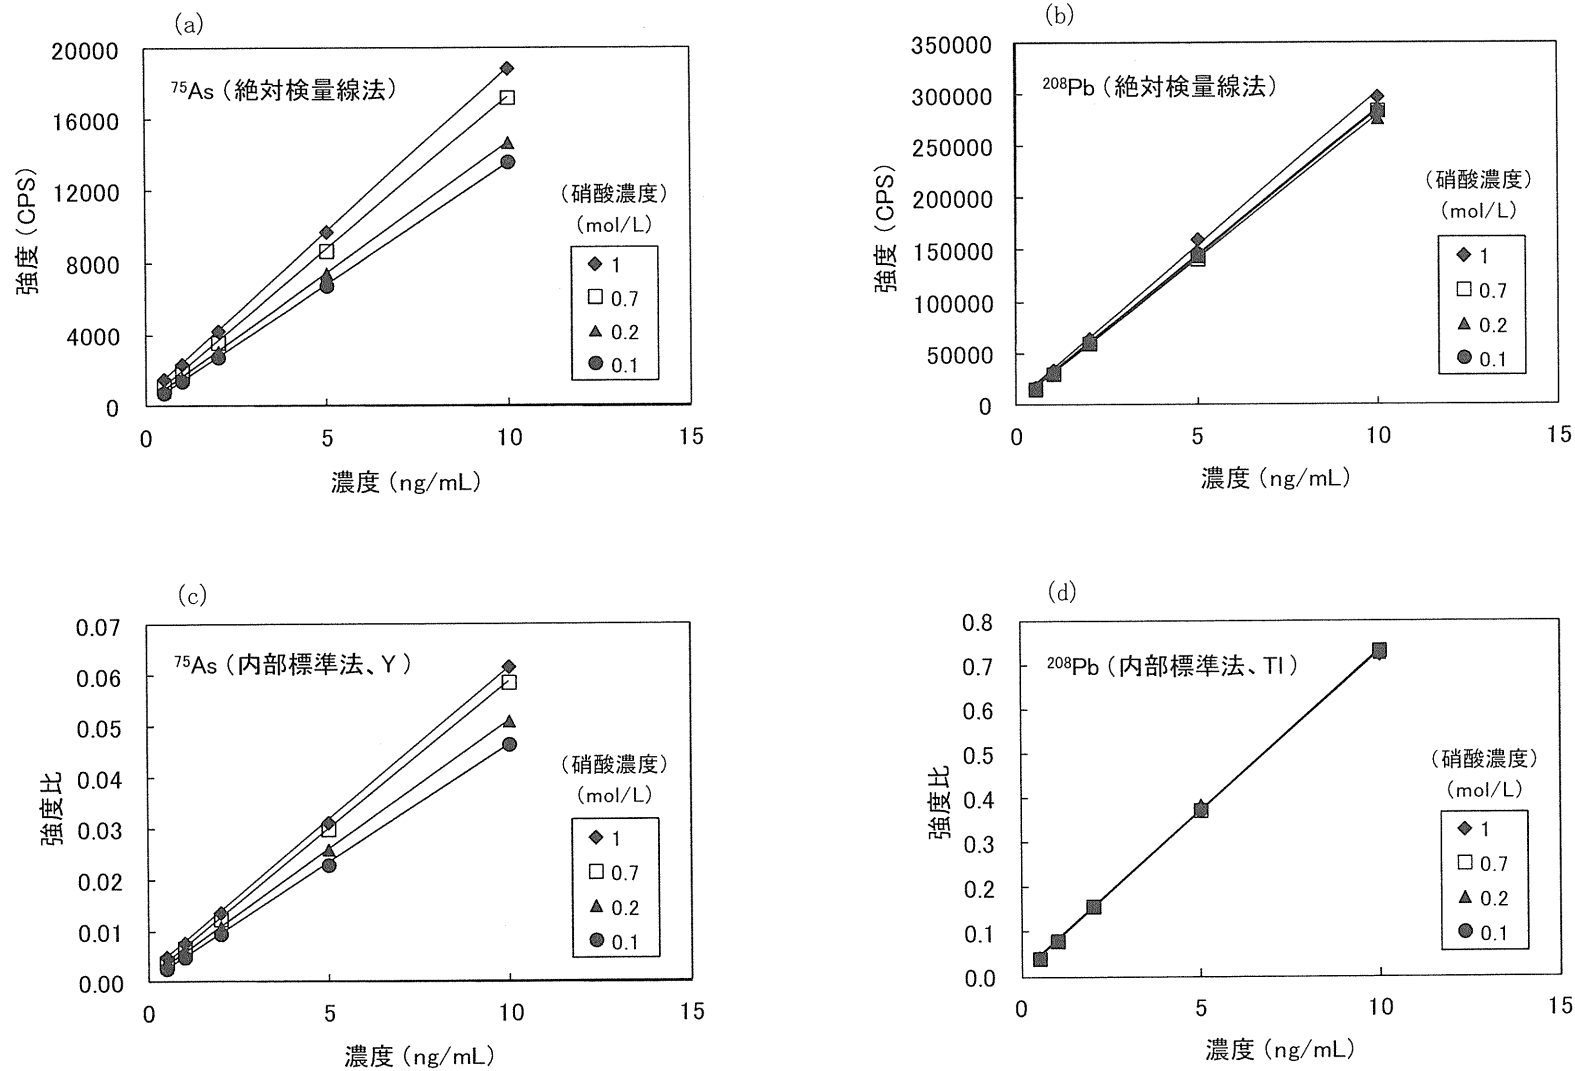 (a)
⁷⁵As (絶対検量線法)
20000
16000
12000
8000
4000
0
強度 (CPS)
0 5 10 15
濃度 (ng/mL)
(硝酸濃度)
(mol/L)
1
0.7
0.2
0.1
(b)
²⁰⁸Pb (絶対検量線法)
350000
300000
250000
200000
150000
100000
50000
0
強度 (CPS)
0 5 10 15
濃度 (ng/mL)
(硝酸濃度)
(mol/L)
1
0.7
0.2
0.1
(c)
⁷⁵As (内部標準法、Y)
0.07
0.06
0.05
0.04
0.03
0.02
0.01
0.00
強度比
0 5 10 15
濃度 (ng/mL)
(硝酸濃度)
(mol/L)
1
0.7
0.2
0.1
(d)
²⁰⁸Pb (内部標準法、Tl)
0.8
0.7
0.6
0.5
0.4
0.3
0.2
0.1
0.0
強度比
0 5 10 15
濃度 (ng/mL)
(硝酸濃度)
(mol/L)
1
0.7
0.2
0.1